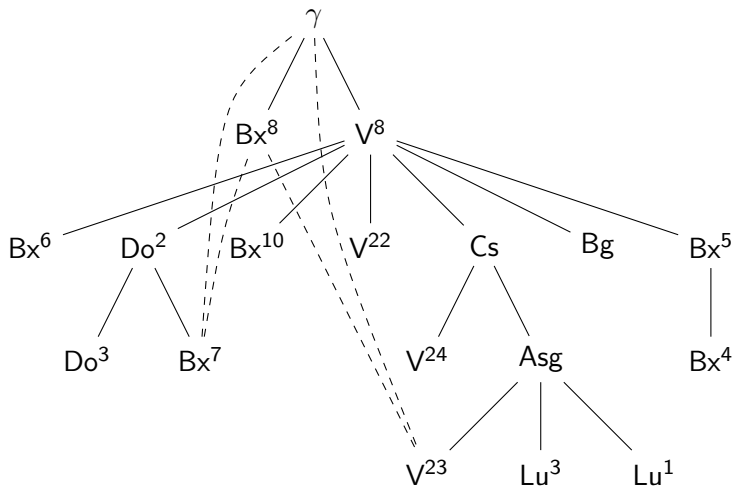 γ
Bx⁸ V⁸
Bx⁶ Do² Bx¹⁰ V²² Cs Bg Bx⁵
Do³ Bx⁷ V²⁴ Asg Bx⁴
V²³ Lu³ Lu¹